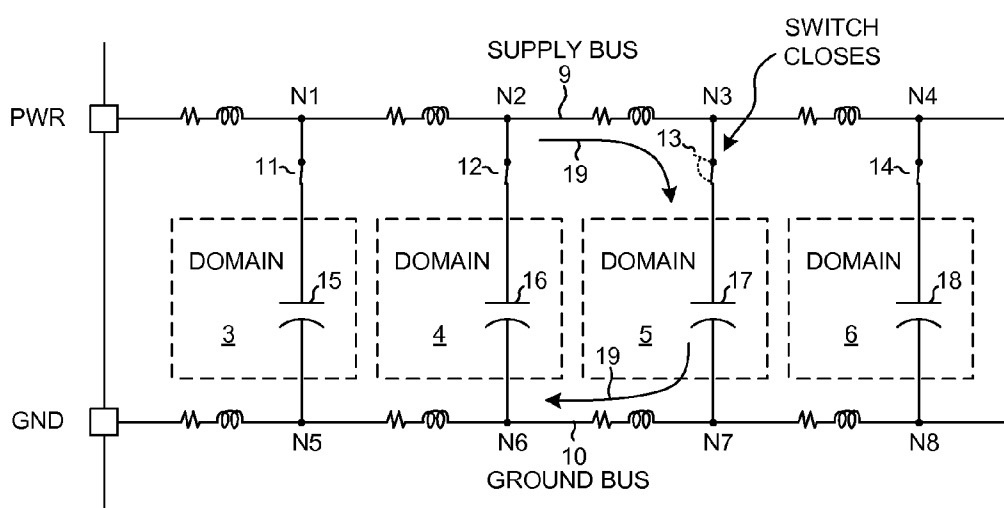 SWITCH
CLOSES
SUPPLY BUS
9
PWR
N1
N2
N3
N4
11
12
19
13
14
DOMAIN
15
3
DOMAIN
16
4
DOMAIN
17
5
DOMAIN
18
6
19
GND
N5
N6
10
N7
N8
GROUND BUS